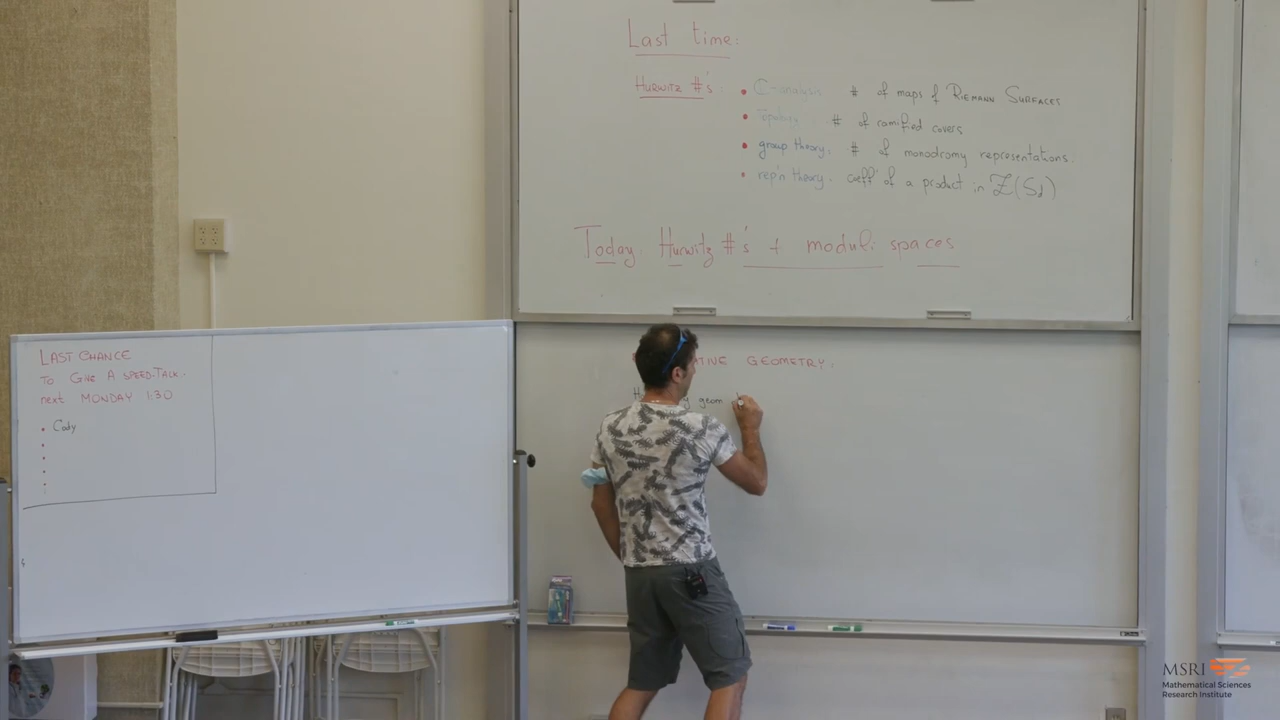 Last time:
HURWITZ #'s • C-analysis # of maps of RIEMANN SURFACES
• Topology # of ramified covers
• group theory. # of monodromy representations.
• rep'n theory. coeff of a product in Z(Sd)
Today. Hurwitz #'s + moduli spaces
GEOMETRY.
geom
LAST CHANCE
TO GIVE A SPEED-TALK.
next MONDAY 1:30
• Cody
MSRI
Mathematical Sciences
Research Institute